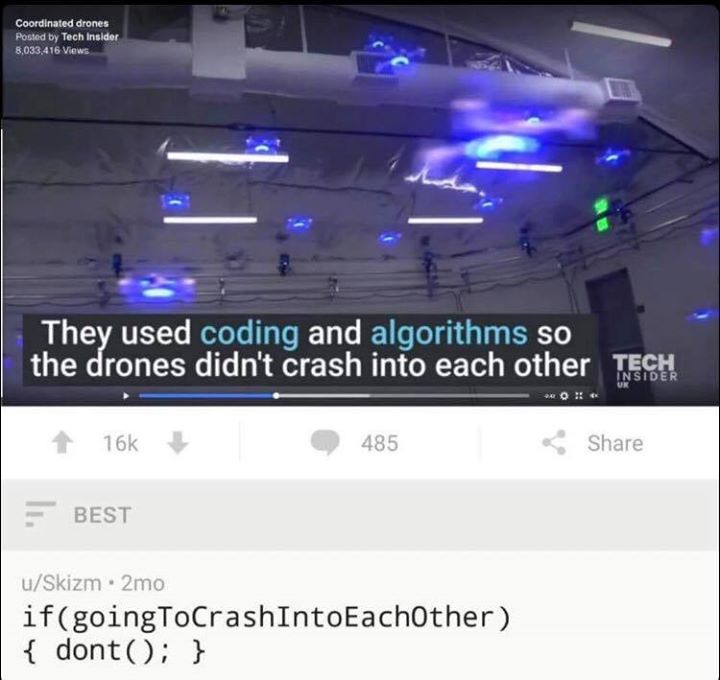 Coordinated drones
Posted by Tech Insider
8,033,416 Views
They used coding and algorithms so
the drones didn't crash into each other
TECH
INSIDER
UK
16k
485
Share
BEST
u/Skizm • 2mo
if(goingToCrashIntoEachOther)
{ dont(); }